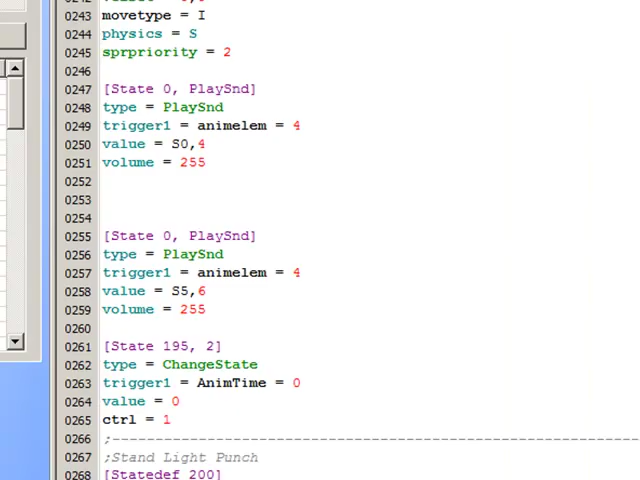 0243 movetype = I
0244 physics = S
0245 sprpriority = 2
0246
0247 [State 0, PlaySnd]
0248 type = PlaySnd
0249 trigger1 = animelem = 4
0250 value = S0,4
0251 volume = 255
0252
0253
0254
0255 [State 0, PlaySnd]
0256 type = PlaySnd
0257 trigger1 = animelem = 4
0258 value = S5,6
0259 volume = 255
0260
0261 [State 195, 2]
0262 type = ChangeState
0263 trigger1 = AnimTime = 0
0264 value = 0
0265 ctrl = 1
0266 ;--------------------------------------------------------------
0267 ;Stand Light Punch
0268 [Statedef 200]